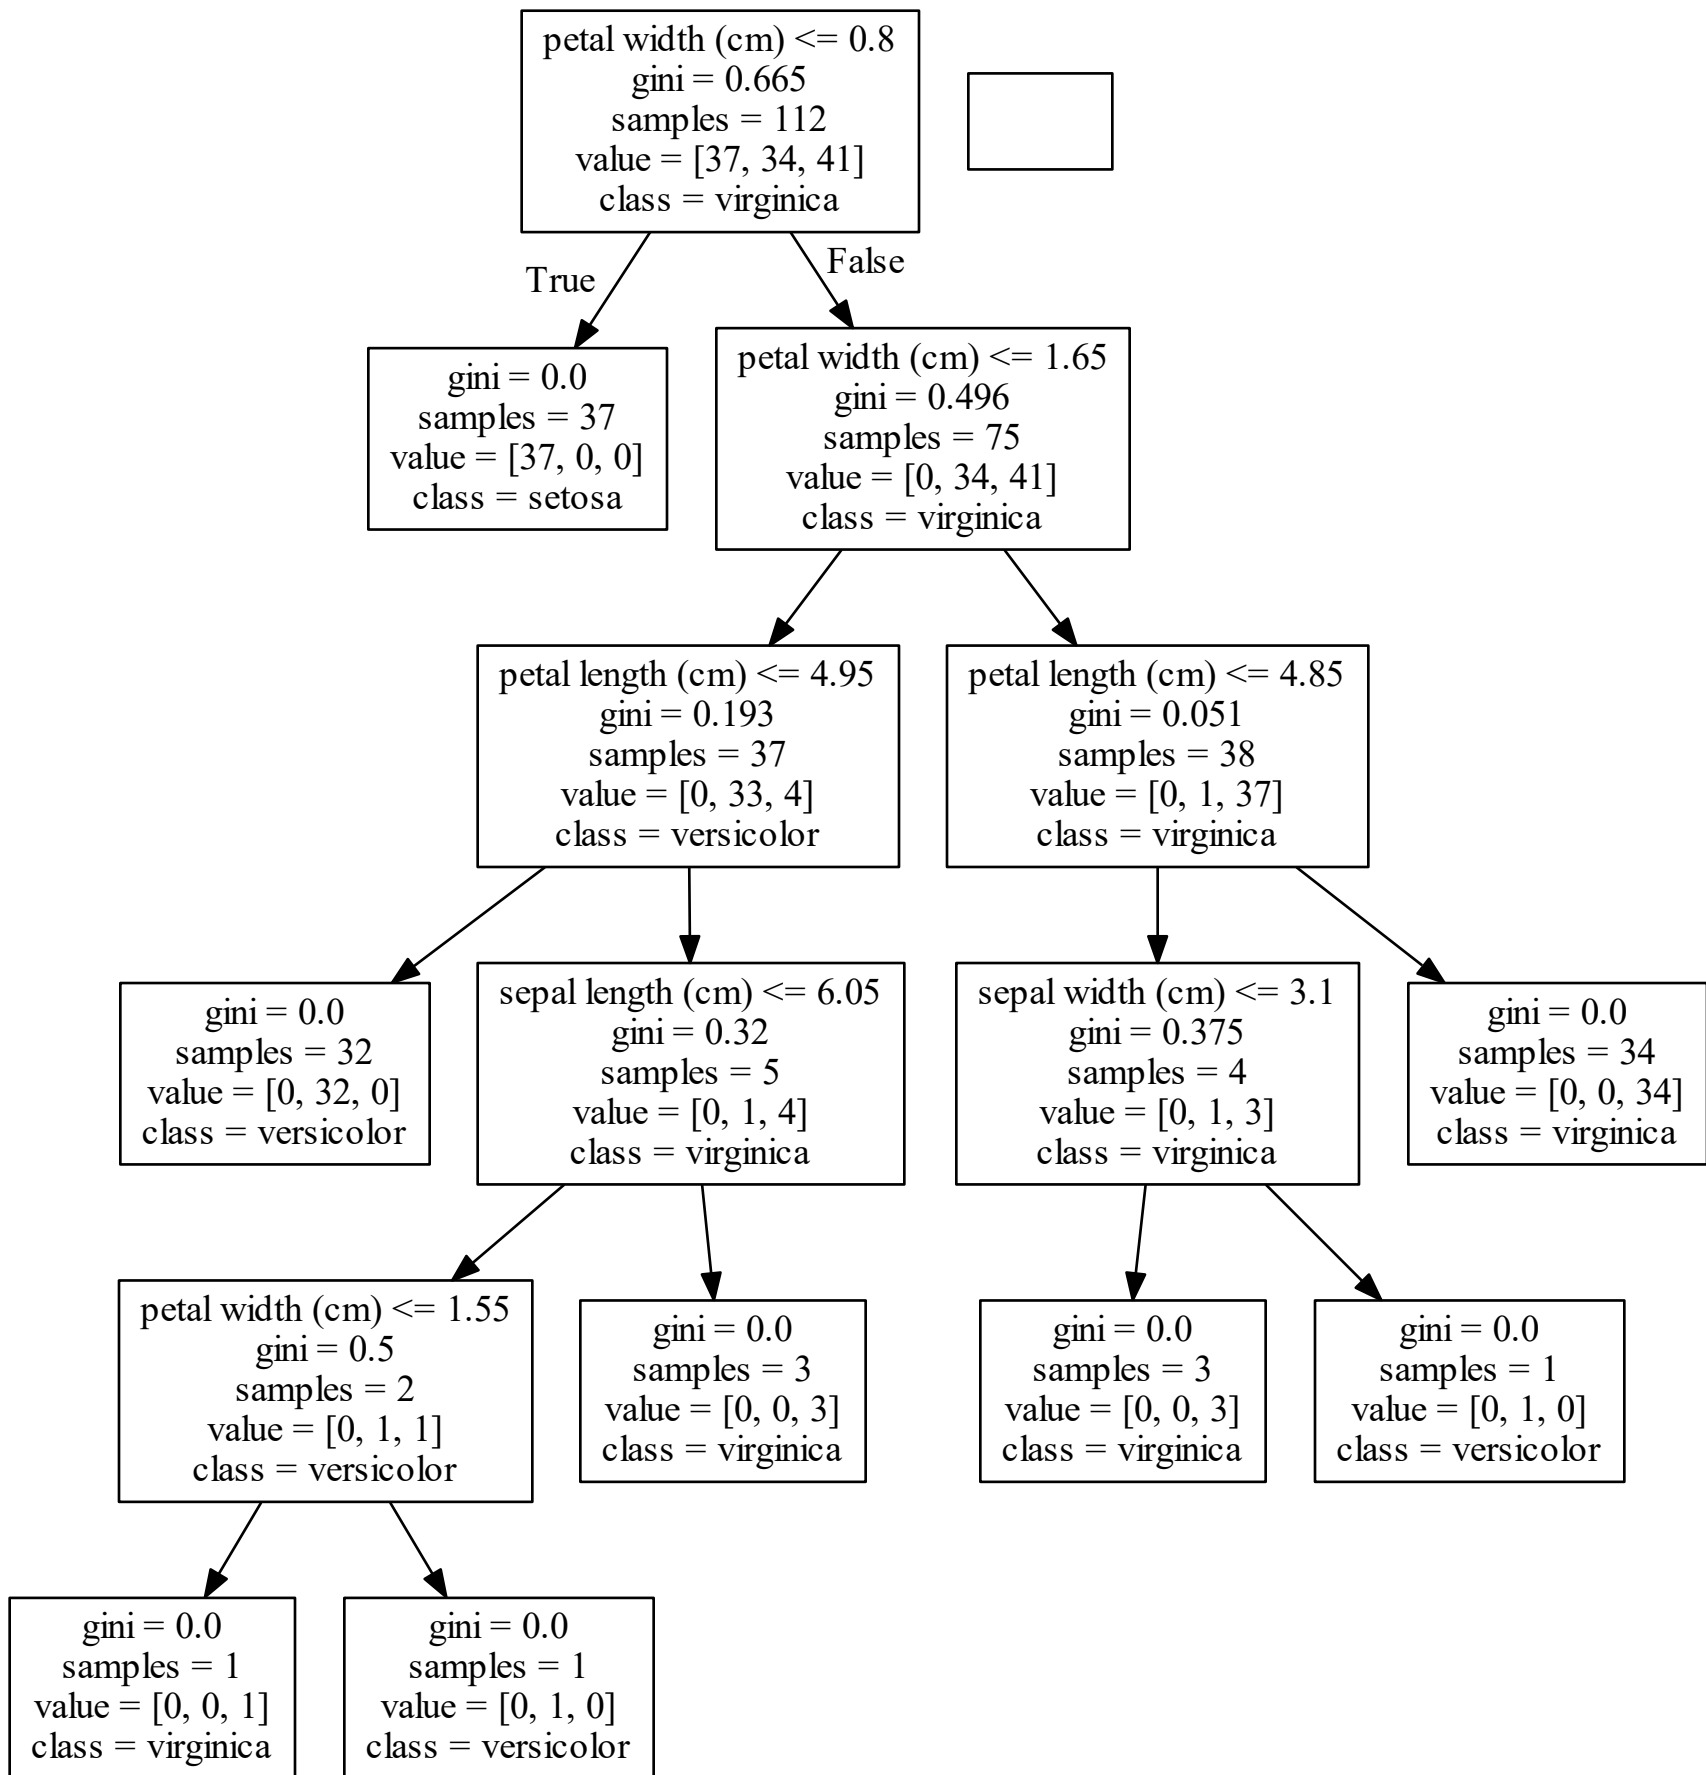 petal width (cm) <= 0.8
gini = 0.665
samples = 112
value = [37, 34, 41]
class = virginica
True
False
gini = 0.0
samples = 37
value = [37, 0, 0]
class = setosa
petal width (cm) <= 1.65
gini = 0.496
samples = 75
value = [0, 34, 41]
class = virginica
petal length (cm) <= 4.95
gini = 0.193
samples = 37
value = [0, 33, 4]
class = versicolor
petal length (cm) <= 4.85
gini = 0.051
samples = 38
value = [0, 1, 37]
class = virginica
gini = 0.0
samples = 32
value = [0, 32, 0]
class = versicolor
sepal length (cm) <= 6.05
gini = 0.32
samples = 5
value = [0, 1, 4]
class = virginica
sepal width (cm) <= 3.1
gini = 0.375
samples = 4
value = [0, 1, 3]
class = virginica
gini = 0.0
samples = 34
value = [0, 0, 34]
class = virginica
petal width (cm) <= 1.55
gini = 0.5
samples = 2
value = [0, 1, 1]
class = versicolor
gini = 0.0
samples = 3
value = [0, 0, 3]
class = virginica
gini = 0.0
samples = 3
value = [0, 0, 3]
class = virginica
gini = 0.0
samples = 1
value = [0, 1, 0]
class = versicolor
gini = 0.0
samples = 1
value = [0, 0, 1]
class = virginica
gini = 0.0
samples = 1
value = [0, 1, 0]
class = versicolor